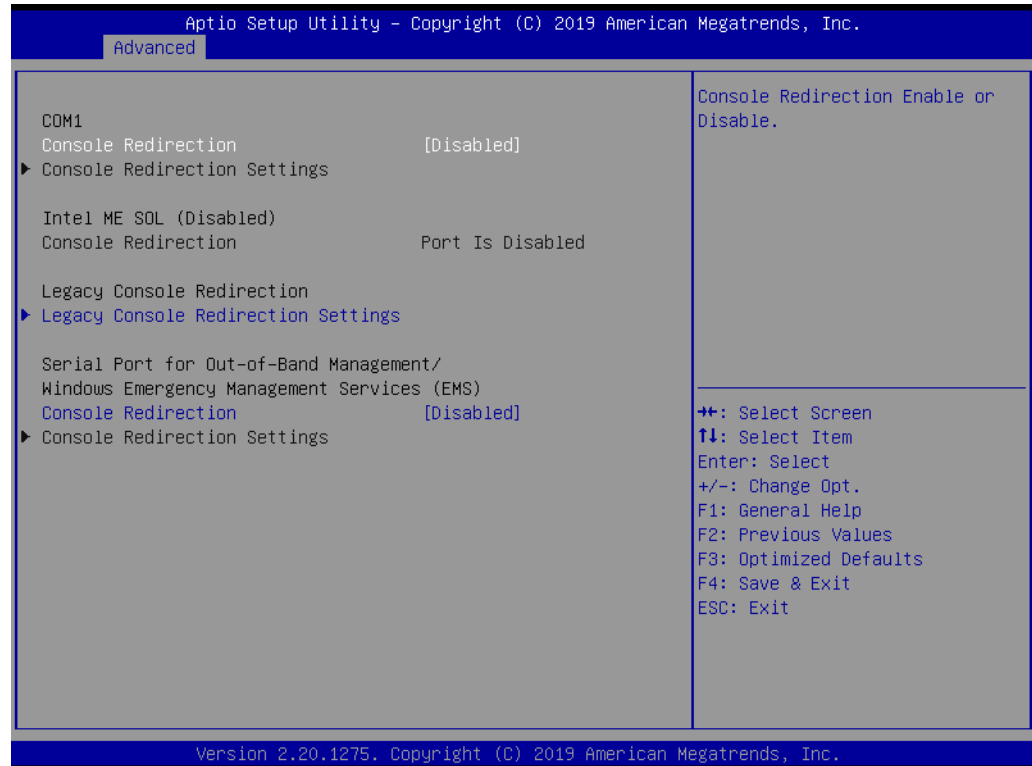 Aptio Setup Utility – Copyright (C) 2019 American Megatrends, Inc.
Advanced
COM1
Console Redirection [Disabled]
Console Redirection Settings
Intel ME SOL (Disabled)
Console Redirection Port Is Disabled
Legacy Console Redirection
Legacy Console Redirection Settings
Serial Port for Out-of-Band Management/
Windows Emergency Management Services (EMS)
Console Redirection [Disabled]
Console Redirection Settings
Console Redirection Enable or
Disable.
→←: Select Screen
↑↓: Select Item
Enter: Select
+/-: Change Opt.
F1: General Help
F2: Previous Values
F3: Optimized Defaults
F4: Save & Exit
ESC: Exit
Version 2.20.1275. Copyright (C) 2019 American Megatrends, Inc.